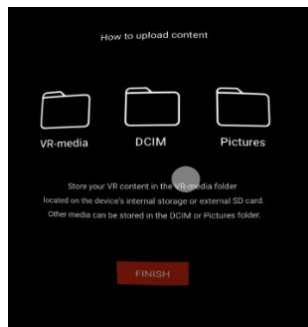 How to upload content
VR-media DCIM Pictures
Store your VR content in the VR-media folder
located on the device's internal storage or external SD card.
Other media can be stored in the DCIM or Pictures folder.
FINISH